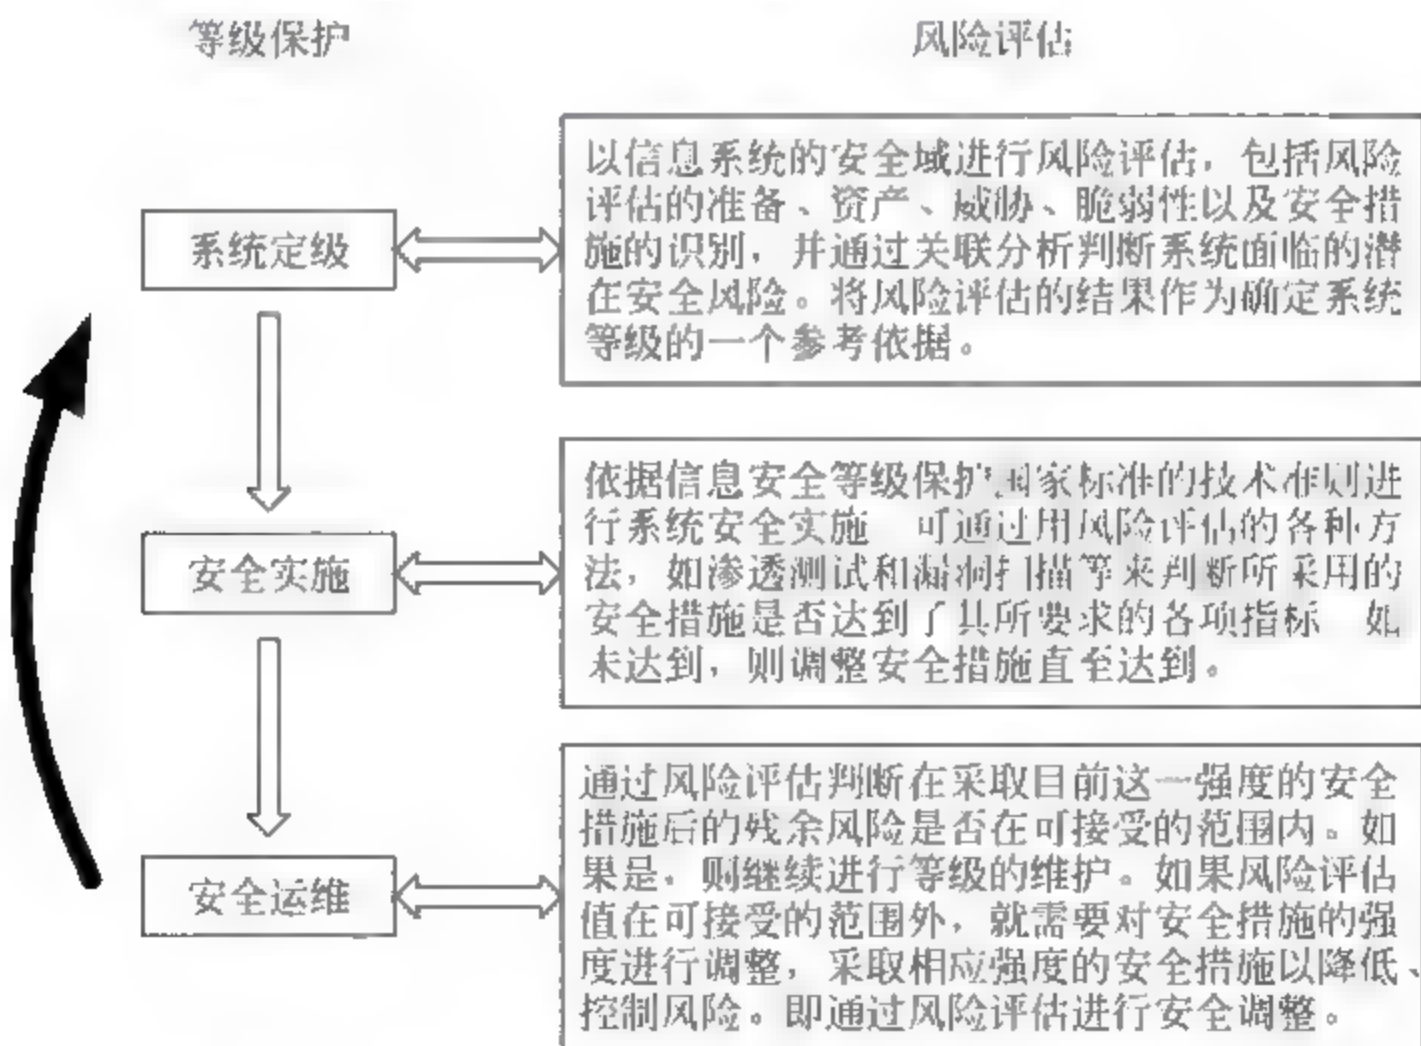 等级保护
风险评估
系统定级
以信息系统的安全域进行风险评估，包括风险
评估的准备、资产、威胁、脆弱性以及安全措
施的识别，并通过关联分析判断系统面临的潜
在安全风险。将风险评估的结果作为确定系统
等级的一个参考依据。
安全实施
依据信息安全等级保护国家标准的技术准则进
行系统安全实施 可通过用风险评估的各种方
法，如渗透测试和漏洞扫描等来判断所采用的
安全措施是否达到了其所要求的各项指标 如
未达到，则调整安全措施直至达到。
安全运维
通过风险评估判断在采取目前这一强度的安全
措施后的残余风险是否在可接受的范围内。如
果是，则继续进行等级的维护。如果风险评估
值在可接受的范围外，就需要对安全措施的强
度进行调整，采取相应强度的安全措施以降低、
控制风险。即通过风险评估进行安全调整。